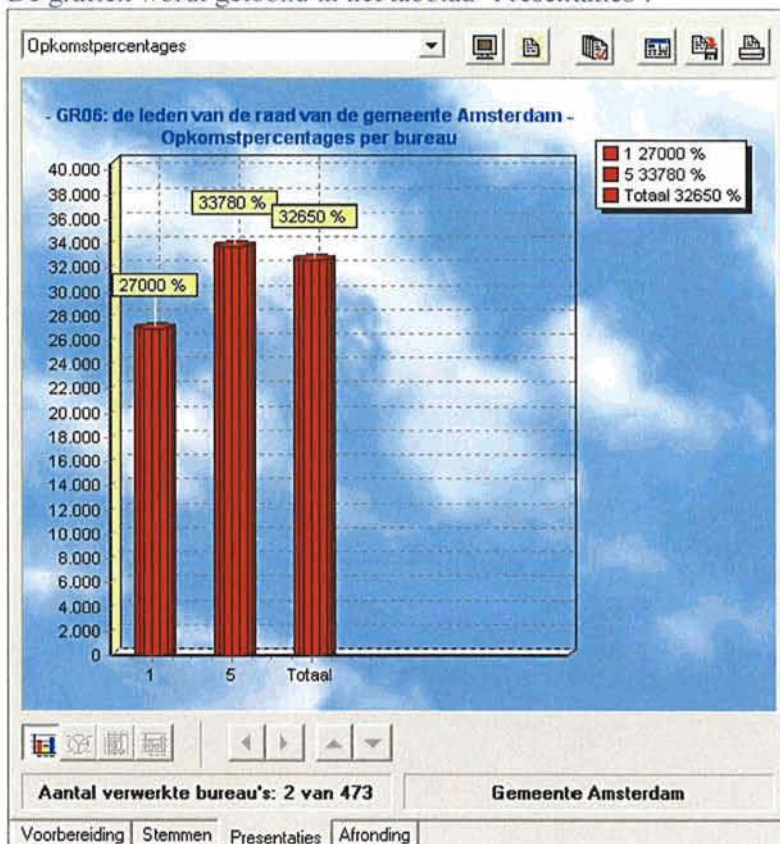 De grafiek wordt getoond in het tabblad 'Presentaties'.
Opkomstpercentages
- GR06: de leden van de raad van de gemeente Amsterdam -
Opkomstpercentages per bureau
1 27000 %
5 33780 %
Totaal 32650 %
40.000
38.000
36.000
34.000
32.000
30.000
28.000
26.000
24.000
22.000
20.000
18.000
16.000
14.000
12.000
10.000
8.000
6.000
4.000
2.000
0
27000 %
33780 %
32650 %
1 5 Totaal
Aantal verwerkte bureau's: 2 van 473 Gemeente Amsterdam
Voorbereiding Stemmen Presentaties Afronding